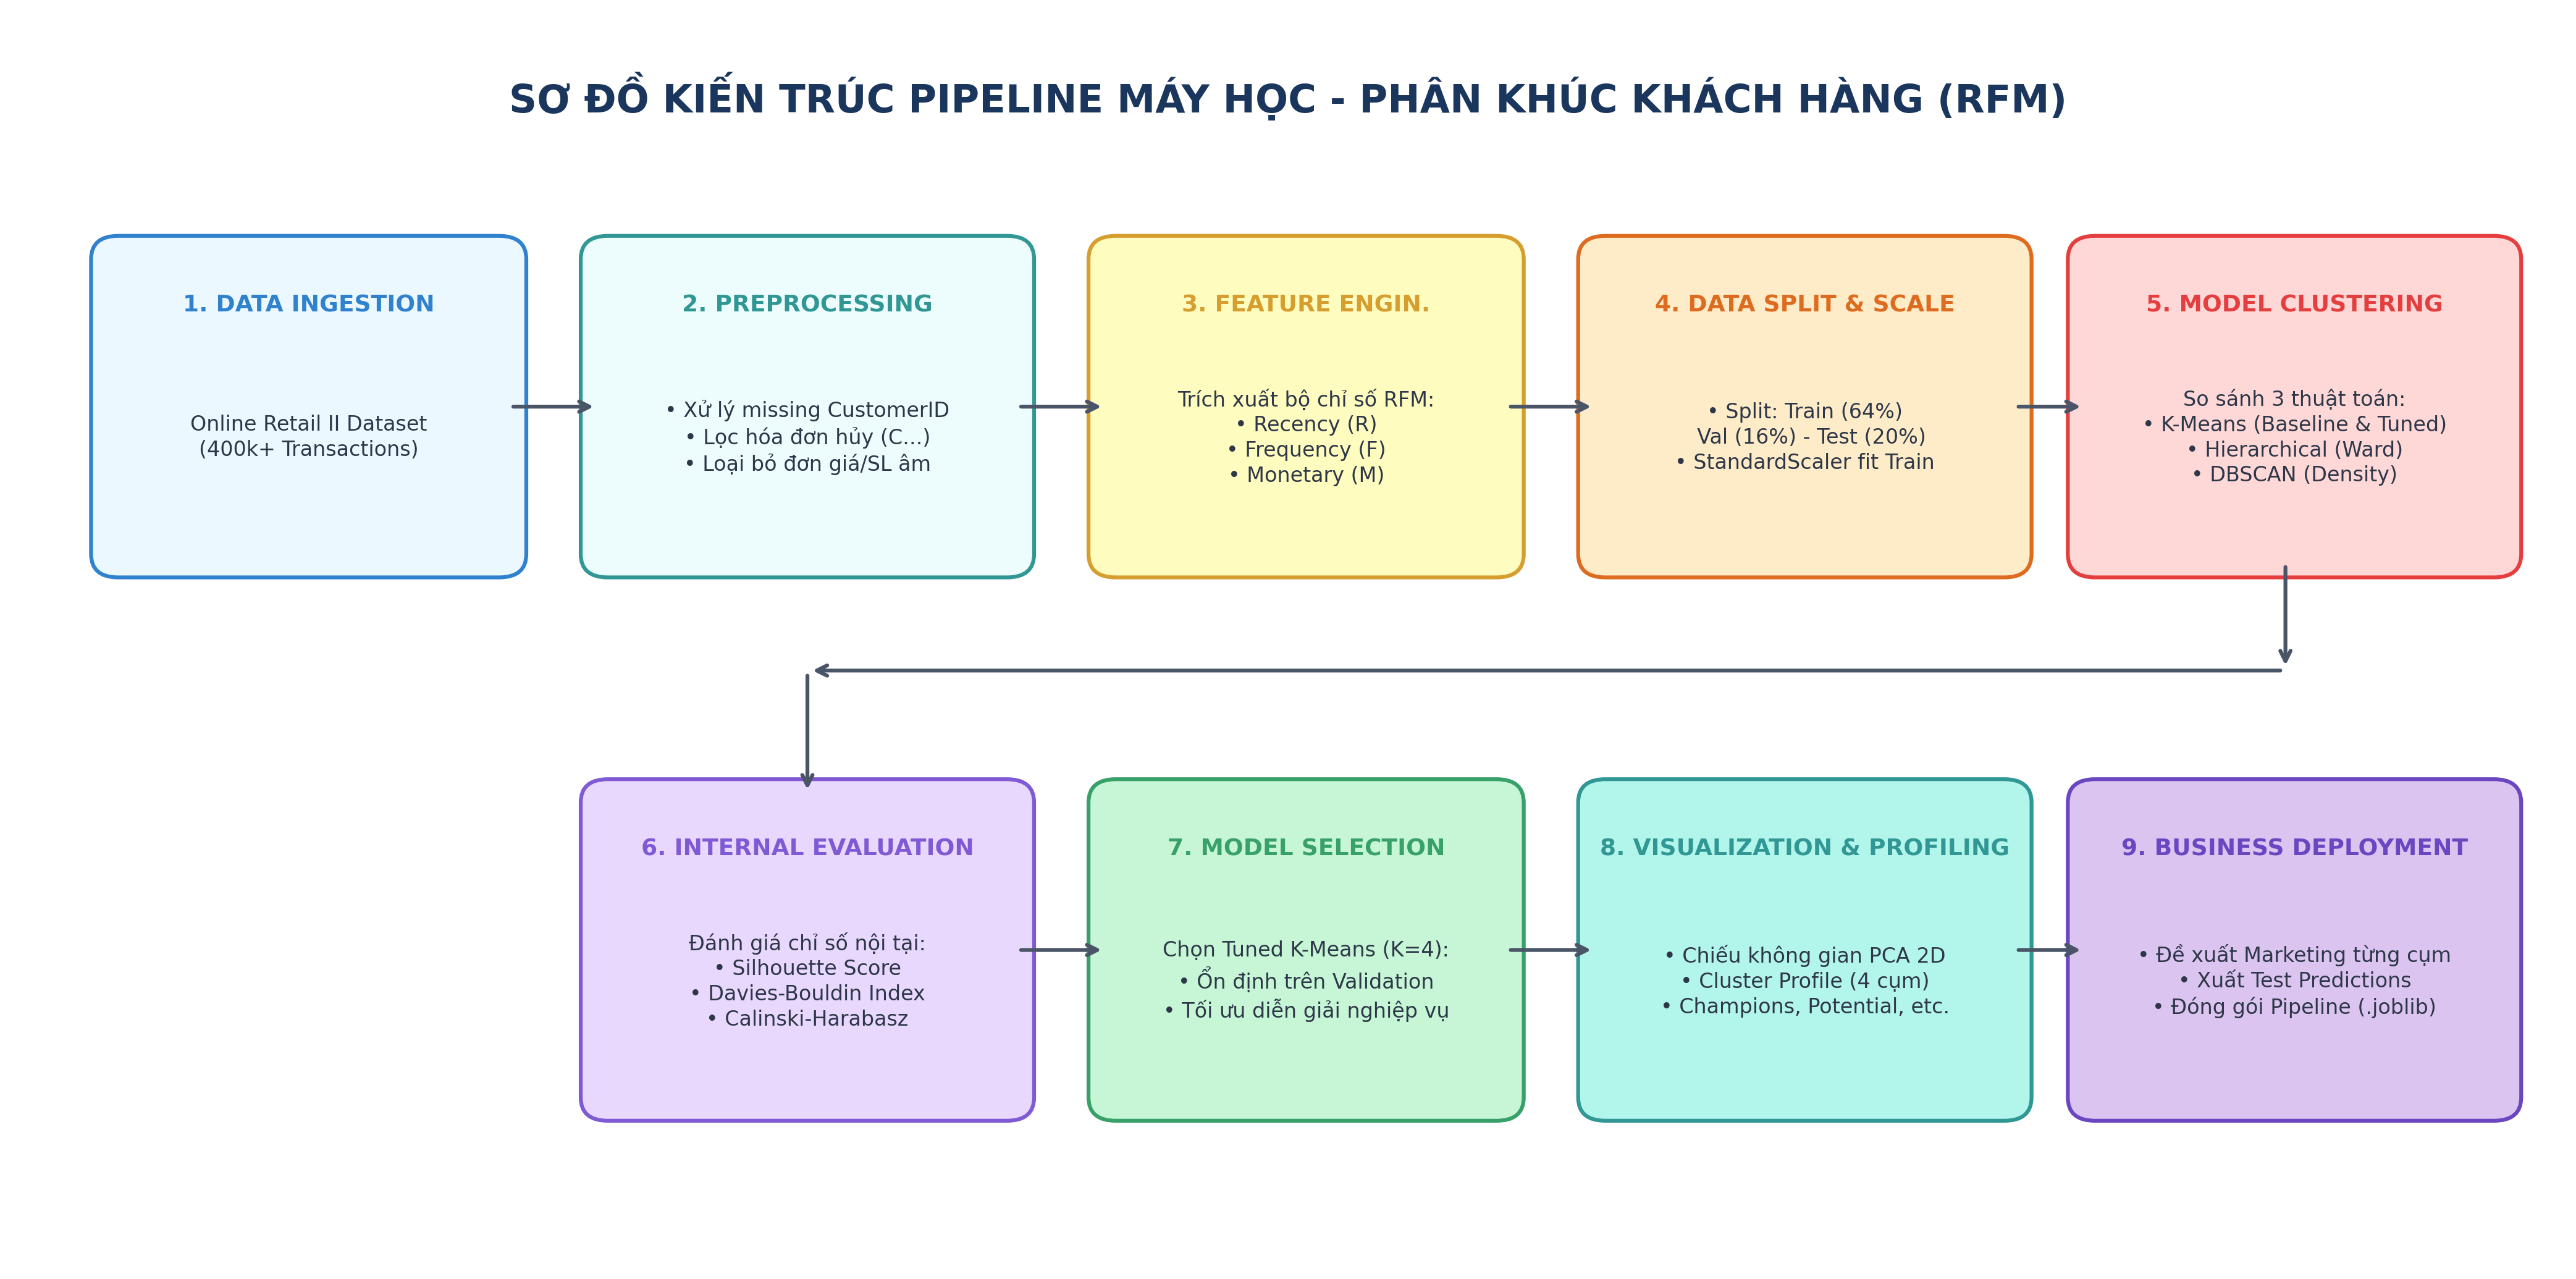 SƠ ĐỒ KIẾN TRÚC PIPELINE MÁY HỌC - PHÂN KHÚC KHÁCH HÀNG (RFM)
1. DATA INGESTION
Online Retail II Dataset
(400k+ Transactions)
2. PREPROCESSING
• Xử lý missing CustomerID
• Lọc hóa đơn hủy (C...)
• Loại bỏ đơn giá/SL âm
3. FEATURE ENGIN.
Trích xuất bộ chỉ số RFM:
• Recency (R)
• Frequency (F)
• Monetary (M)
4. DATA SPLIT & SCALE
• Split: Train (64%)
Val (16%) - Test (20%)
• StandardScaler fit Train
5. MODEL CLUSTERING
So sánh 3 thuật toán:
• K-Means (Baseline & Tuned)
• Hierarchical (Ward)
• DBSCAN (Density)
6. INTERNAL EVALUATION
Đánh giá chỉ số nội tại:
• Silhouette Score
• Davies-Bouldin Index
• Calinski-Harabasz
7. MODEL SELECTION
Chọn Tuned K-Means (K=4):
• Ổn định trên Validation
• Tối ưu diễn giải nghiệp vụ
8. VISUALIZATION & PROFILING
• Chiếu không gian PCA 2D
• Cluster Profile (4 cụm)
• Champions, Potential, etc.
9. BUSINESS DEPLOYMENT
• Đề xuất Marketing từng cụm
• Xuất Test Predictions
• Đóng gói Pipeline (.joblib)